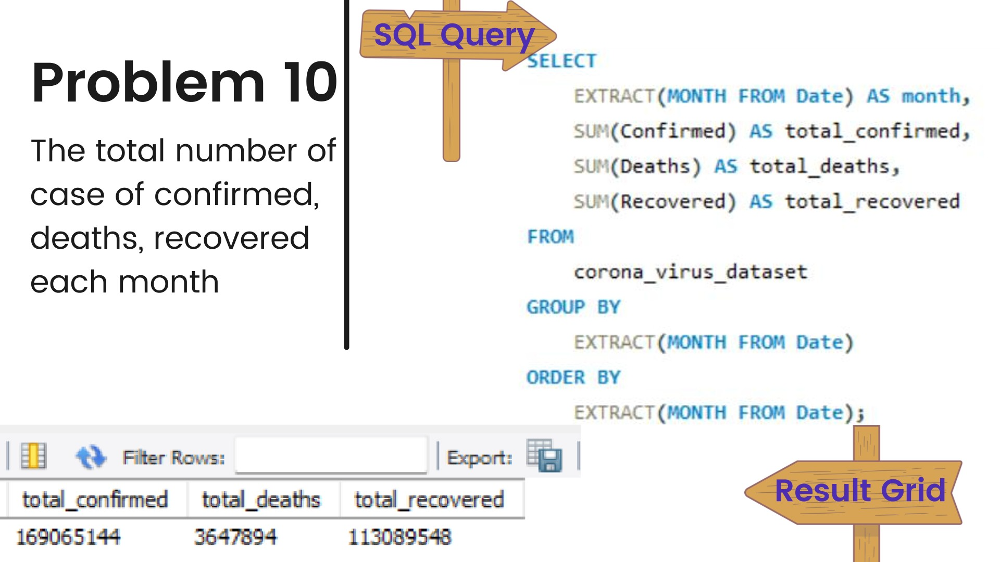 Problem 10
The total number of
case of confirmed,
deaths, recovered
each month
SQL Query
SELECT
EXTRACT(MONTH FROM Date) AS month,
SUM(Confirmed) AS total_confirmed,
SUM(Deaths) AS total_deaths,
SUM(Recovered) AS total_recovered
FROM
corona_virus_dataset
GROUP BY
EXTRACT(MONTH FROM Date)
ORDER BY
EXTRACT(MONTH FROM Date);
Filter Rows: Export:
total_confirmed total_deaths total_recovered
169065144 3647894 113089548
Result Grid